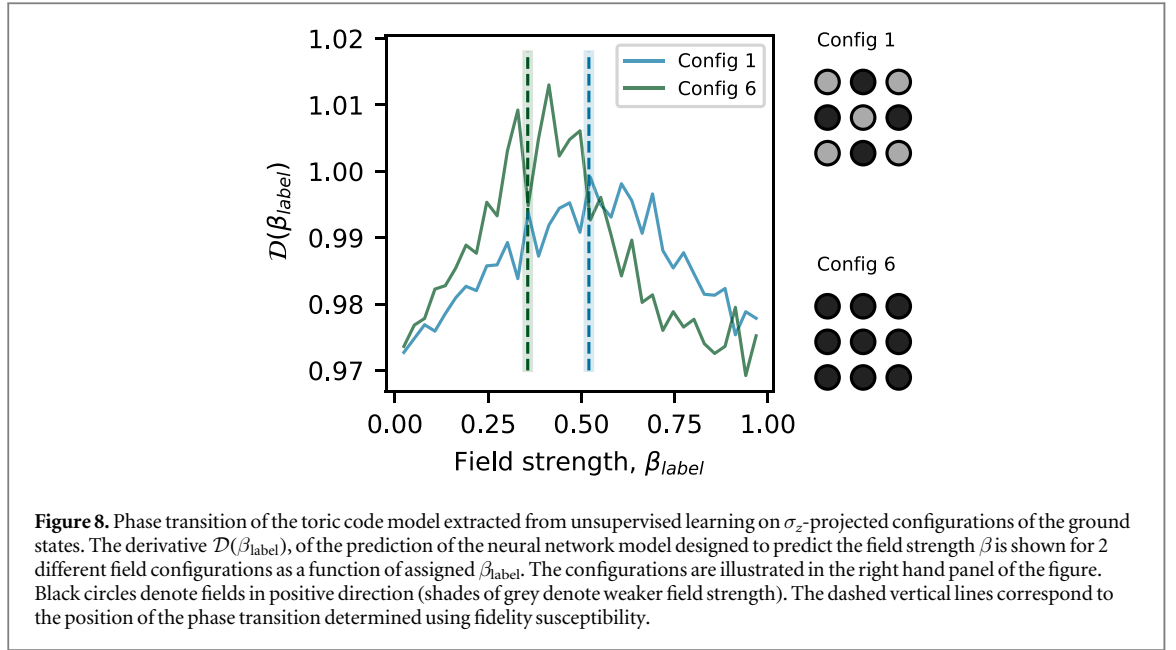 1.02
1.01
1.00
0.99
0.98
0.97
𝒟(β_label)
0.00 0.25 0.50 0.75 1.00
Field strength, β_label
Config 1
Config 6
Config 1
Config 6
Figure 8. Phase transition of the toric code model extracted from unsupervised learning on σ_z-projected configurations of the ground
states. The derivative 𝒟(β_label), of the prediction of the neural network model designed to predict the field strength β is shown for 2
different field configurations as a function of assigned β_label. The configurations are illustrated in the right hand panel of the figure.
Black circles denote fields in positive direction (shades of grey denote weaker field strength). The dashed vertical lines correspond to
the position of the phase transition determined using fidelity susceptibility.